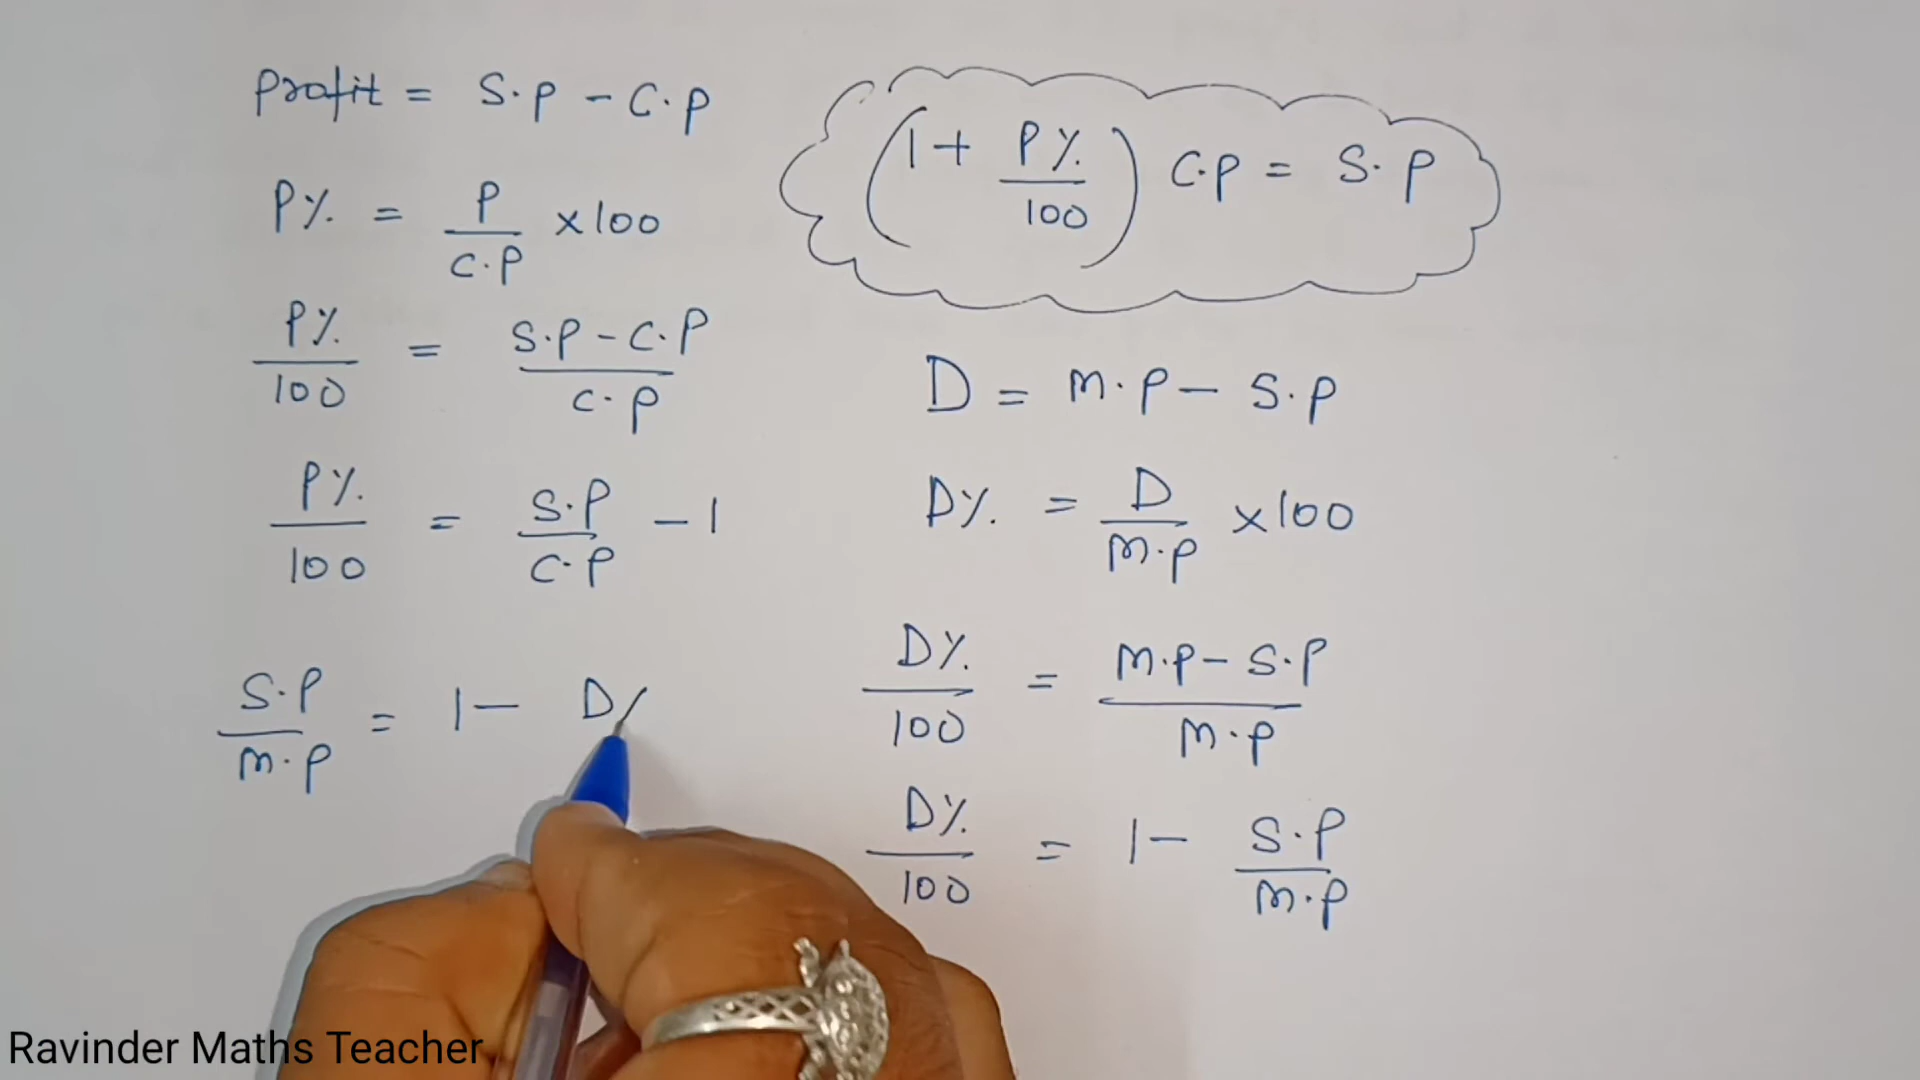 Profit = S.P - C.P
P% = P/C.P ×100
P%/100 = S.P - C.P/C.P
P%/100 = S.P/C.P - 1
S.P/M.P = 1 - D/
(1 + P%/100) C.P = S.P
D = M.P - S.P
D% = D/M.P ×100
D%/100 = M.P - S.P/M.P
D%/100 = 1 - S.P/M.P
Ravinder Maths Teacher